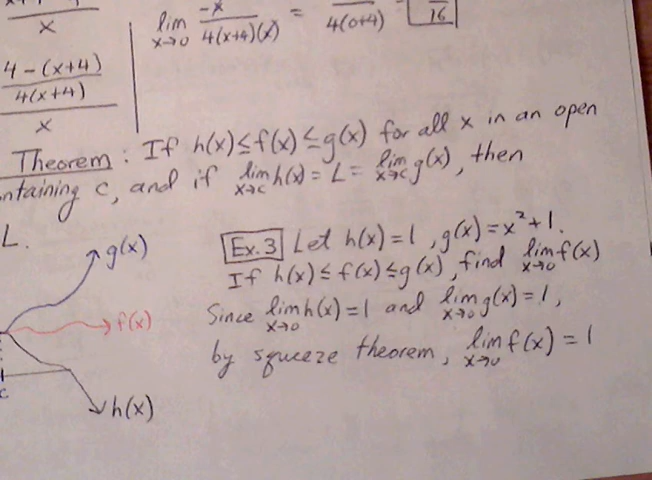 x
4-(x+4)
4(x+4)
x
lim x→0 -x / 4(x+4)(x) = / 4(0+4) = / 16
Theorem: If h(x)≤f(x)≤g(x) for all x in an open
ntaining c, and if lim x→c h(x) = L = lim x→c g(x), then
L.
g(x)
f(x)
h(x)
c
Ex.3 Let h(x)=1, g(x)=x²+1.
If h(x)≤f(x)≤g(x), find lim x→0 f(x)
Since lim x→0 h(x)=1 and lim x→0 g(x)=1,
by squeeze theorem, lim x→0 f(x)=1